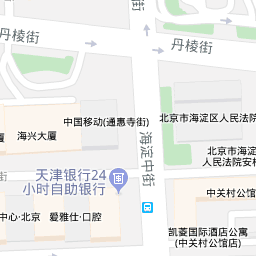 丹棱街
丹棱街
中国移动(通惠寺街)
北京市海淀区人民法院
厦
海兴大厦
海淀中街
北京市海淀
人民法院安
天津银行24
小时自助银行
中关村公馆
中心·北京
爱雅仕·口腔
凯菱国际酒店公寓
(中关村店)